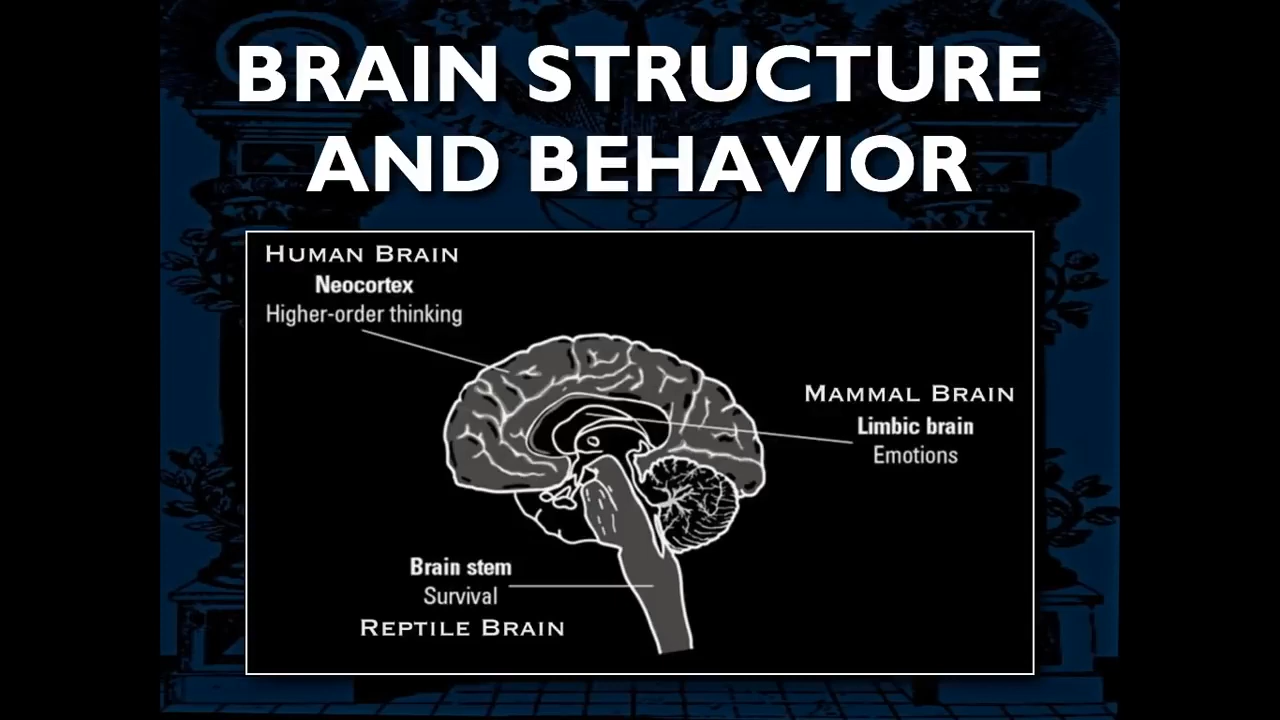 BRAIN STRUCTURE
AND BEHAVIOR
HUMAN BRAIN
Neocortex
Higher-order thinking
MAMMAL BRAIN
Limbic brain
Emotions
Brain stem
Survival
REPTILE BRAIN